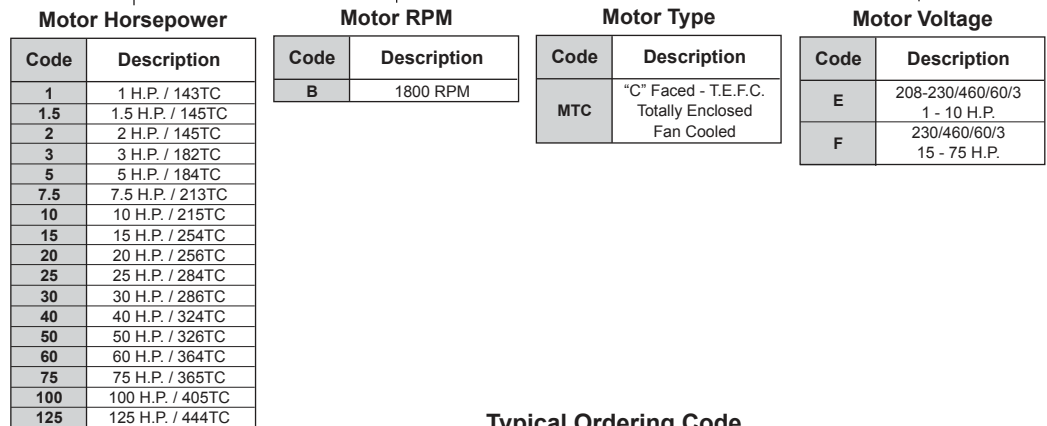 Motor Horsepower
Code Description
1 1 H.P. / 143TC
1.5 1.5 H.P. / 145TC
2 2 H.P. / 145TC
3 3 H.P. / 182TC
5 5 H.P. / 184TC
7.5 7.5 H.P. / 213TC
10 10 H.P. / 215TC
15 15 H.P. / 254TC
20 20 H.P. / 256TC
25 25 H.P. / 284TC
30 30 H.P. / 286TC
40 40 H.P. / 324TC
50 50 H.P. / 326TC
60 60 H.P. / 364TC
75 75 H.P. / 365TC
100 100 H.P. / 405TC
125 125 H.P. / 444TC
Motor RPM
Code Description
B 1800 RPM
Motor Type
Code Description
MTC “C” Faced - T.E.F.C.
Totally Enclosed
Fan Cooled
Motor Voltage
Code Description
E 208-230/460/60/3
1 - 10 H.P.
F 230/460/60/3
15 - 75 H.P.
Typical Ordering Code